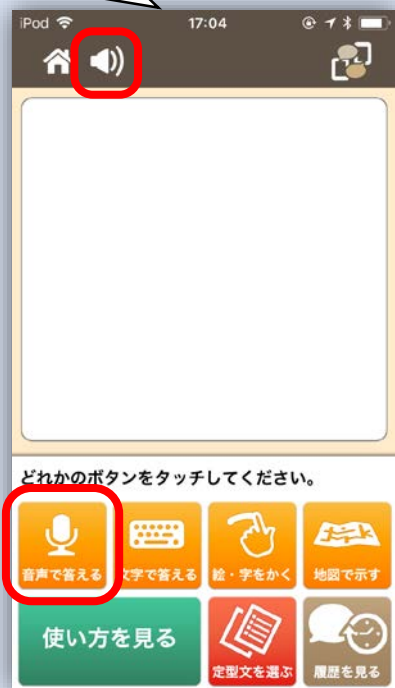 iPod 17:04
どれかのボタンをタッチしてください。
音声で答える 文字で答える 絵・字をかく 地図で示す
使い方を見る 定型文を選ぶ 履歴を見る